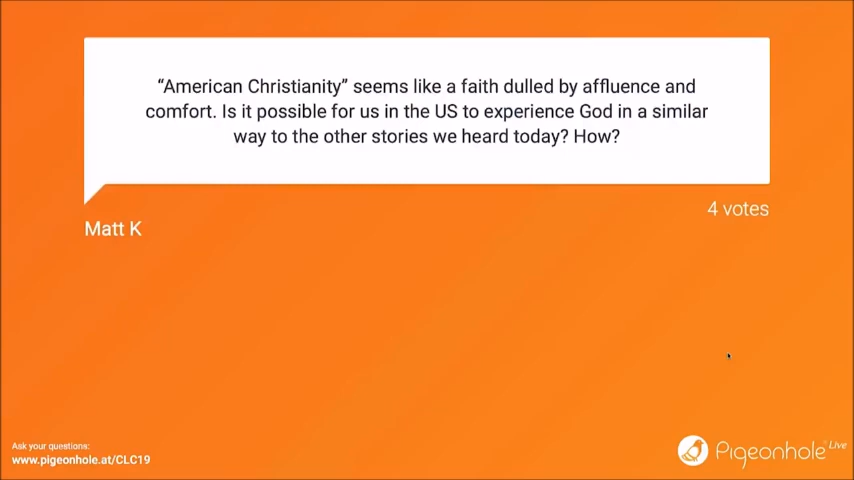 “American Christianity” seems like a faith dulled by affluence and
comfort. Is it possible for us in the US to experience God in a similar
way to the other stories we heard today? How?
4 votes
Matt K
Ask your questions:
www.pigeonhole.at/CLC19
Pigeonhole Live